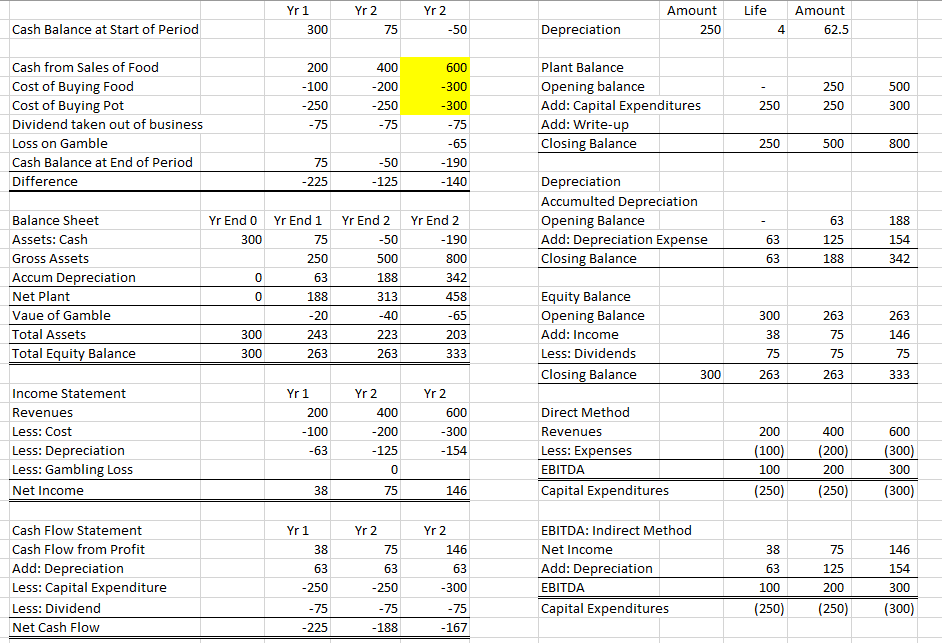 Yr 1 Yr 2 Yr 2
Cash Balance at Start of Period 300 75 -50
Cash from Sales of Food 200 400 600
Cost of Buying Food -100 -200 -300
Cost of Buying Pot -250 -250 -300
Dividend taken out of business -75 -75 -75
Loss on Gamble -65
Cash Balance at End of Period 75 -50 -190
Difference -225 -125 -140
Balance Sheet Yr End 0 Yr End 1 Yr End 2 Yr End 2
Assets: Cash 300 75 -50 -190
Gross Assets 250 500 800
Accum Depreciation 0 63 188 342
Net Plant 0 188 313 458
Vaue of Gamble -20 -40 -65
Total Assets 300 243 223 203
Total Equity Balance 300 263 263 333
Income Statement Yr 1 Yr 2 Yr 2
Revenues 200 400 600
Less: Cost -100 -200 -300
Less: Depreciation -63 -125 -154
Less: Gambling Loss 0
Net Income 38 75 146
Cash Flow Statement Yr 1 Yr 2 Yr 2
Cash Flow from Profit 38 75 146
Add: Depreciation 63 63 63
Less: Capital Expenditure -250 -250 -300
Less: Dividend -75 -75 -75
Net Cash Flow -225 -188 -167
Amount Life Amount
Depreciation 250 4 62.5
Plant Balance
Opening balance - 250 500
Add: Capital Expenditures 250 250 300
Add: Write-up
Closing Balance 250 500 800
Depreciation
Accumulted Depreciation
Opening Balance - 63 188
Add: Depreciation Expense 63 125 154
Closing Balance 63 188 342
Equity Balance
Opening Balance 300 263 263
Add: Income 38 75 146
Less: Dividends 75 75 75
Closing Balance 300 263 263 333
Direct Method
Revenues 200 400 600
Less: Expenses (100) (200) (300)
EBITDA 100 200 300
Capital Expenditures (250) (250) (300)
EBITDA: Indirect Method
Net Income 38 75 146
Add: Depreciation 63 125 154
EBITDA 100 200 300
Capital Expenditures (250) (250) (300)